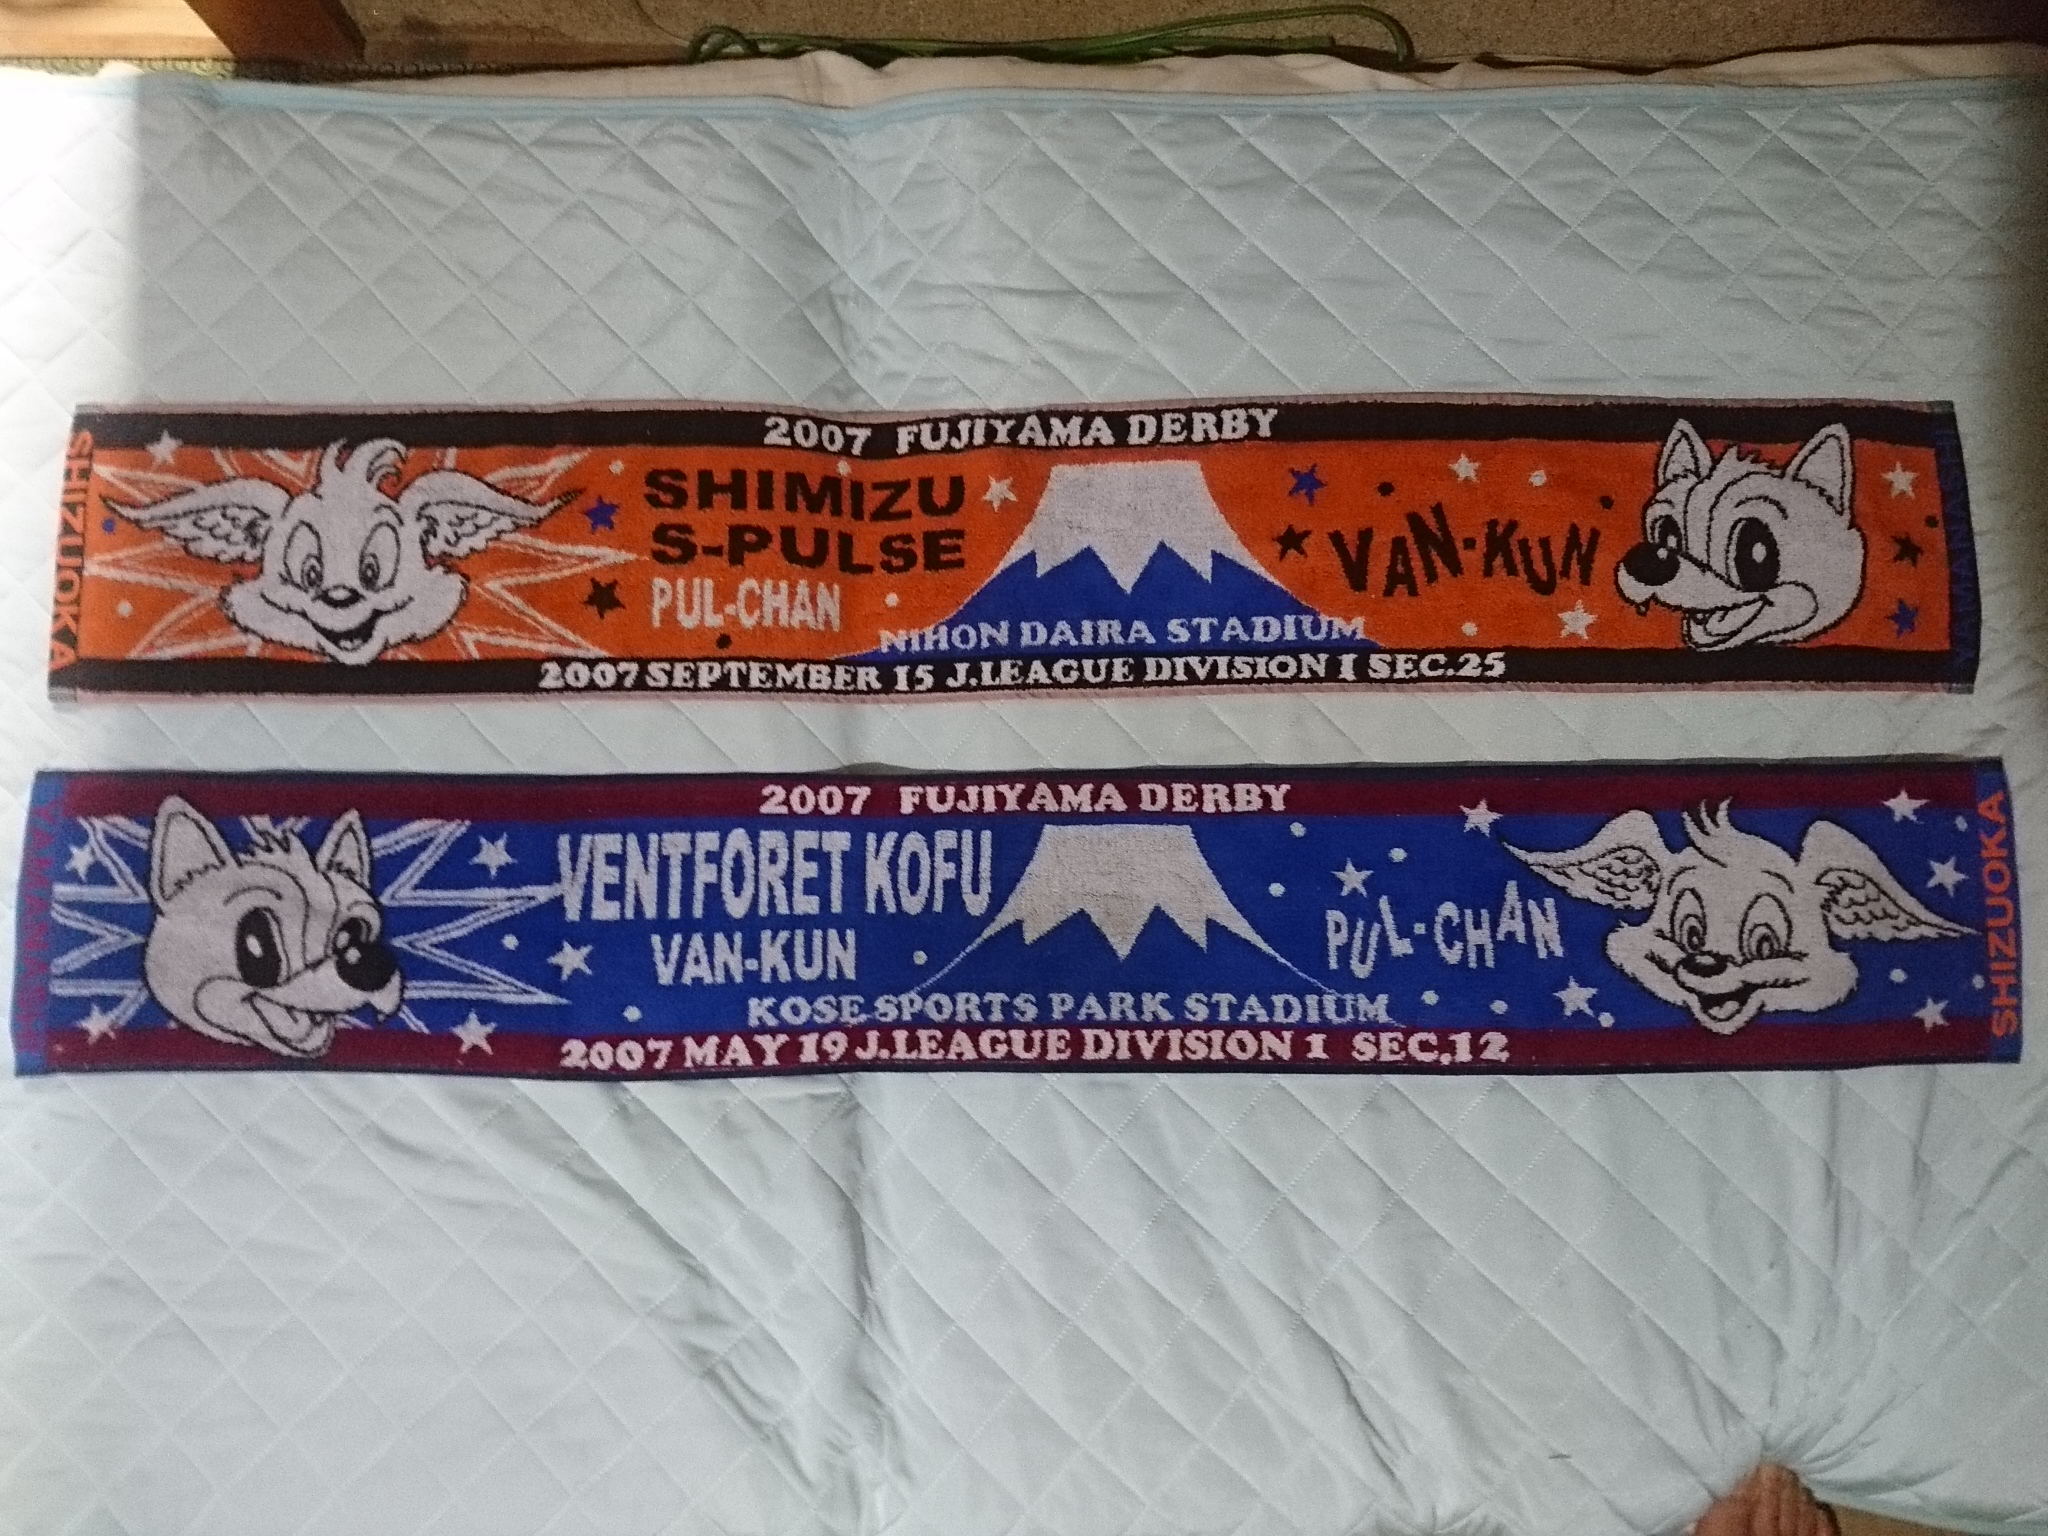 2007 FUJIYAMA DERBY
SHIZUOKA
SHIMIZU
S-PULSE
PUL-CHAN
VAN-KUN
YAMANASHI
NIHON DAIRA STADIUM
2007 SEPTEMBER 15 J.LEAGUE DIVISION 1 SEC.25
2007 FUJIYAMA DERBY
YAMANASHI
VENTFORET KOFU
VAN-KUN
PUL-CHAN
SHIZUOKA
KOSE SPORTS PARK STADIUM
2007 MAY 19 J.LEAGUE DIVISION 1 SEC.12